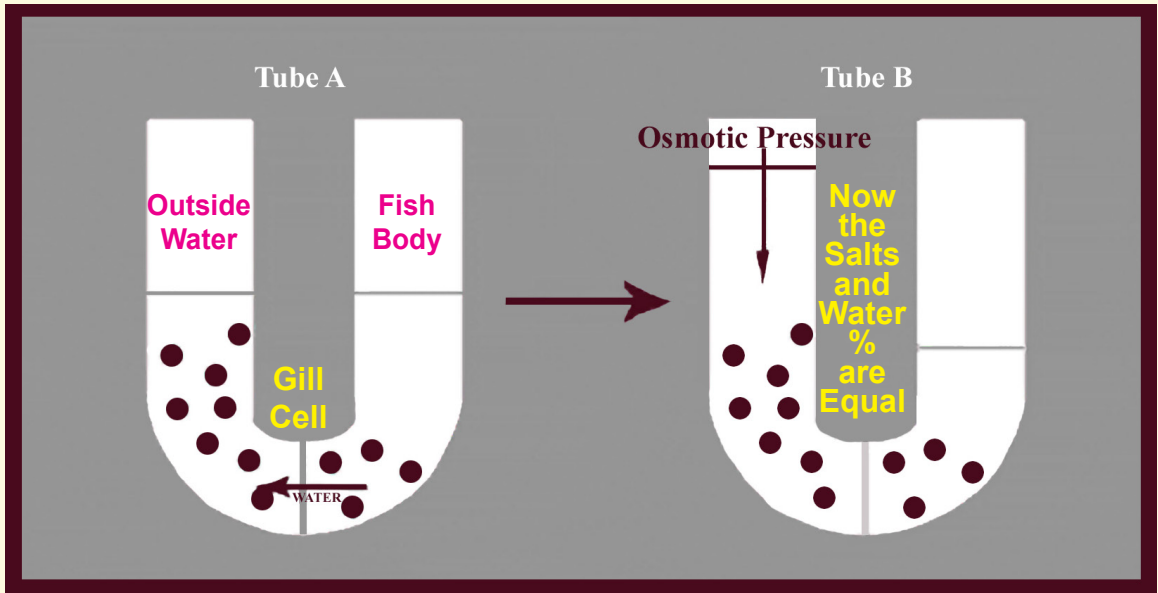 Tube A
Tube B
Outside
Water
Fish
Body
Gill
Cell
WATER
Osmotic Pressure
Now
the
Salts
and
Water
%
are
Equal